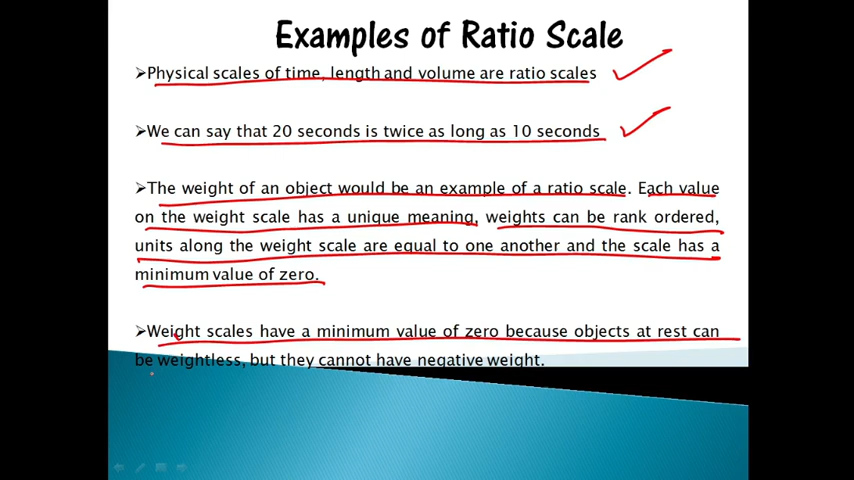 Examples of Ratio Scale
➢Physical scales of time, length and volume are ratio scales
➢We can say that 20 seconds is twice as long as 10 seconds
➢The weight of an object would be an example of a ratio scale. Each value
on the weight scale has a unique meaning, weights can be rank ordered,
units along the weight scale are equal to one another and the scale has a
minimum value of zero.
➢Weight scales have a minimum value of zero because objects at rest can
be weightless, but they cannot have negative weight.